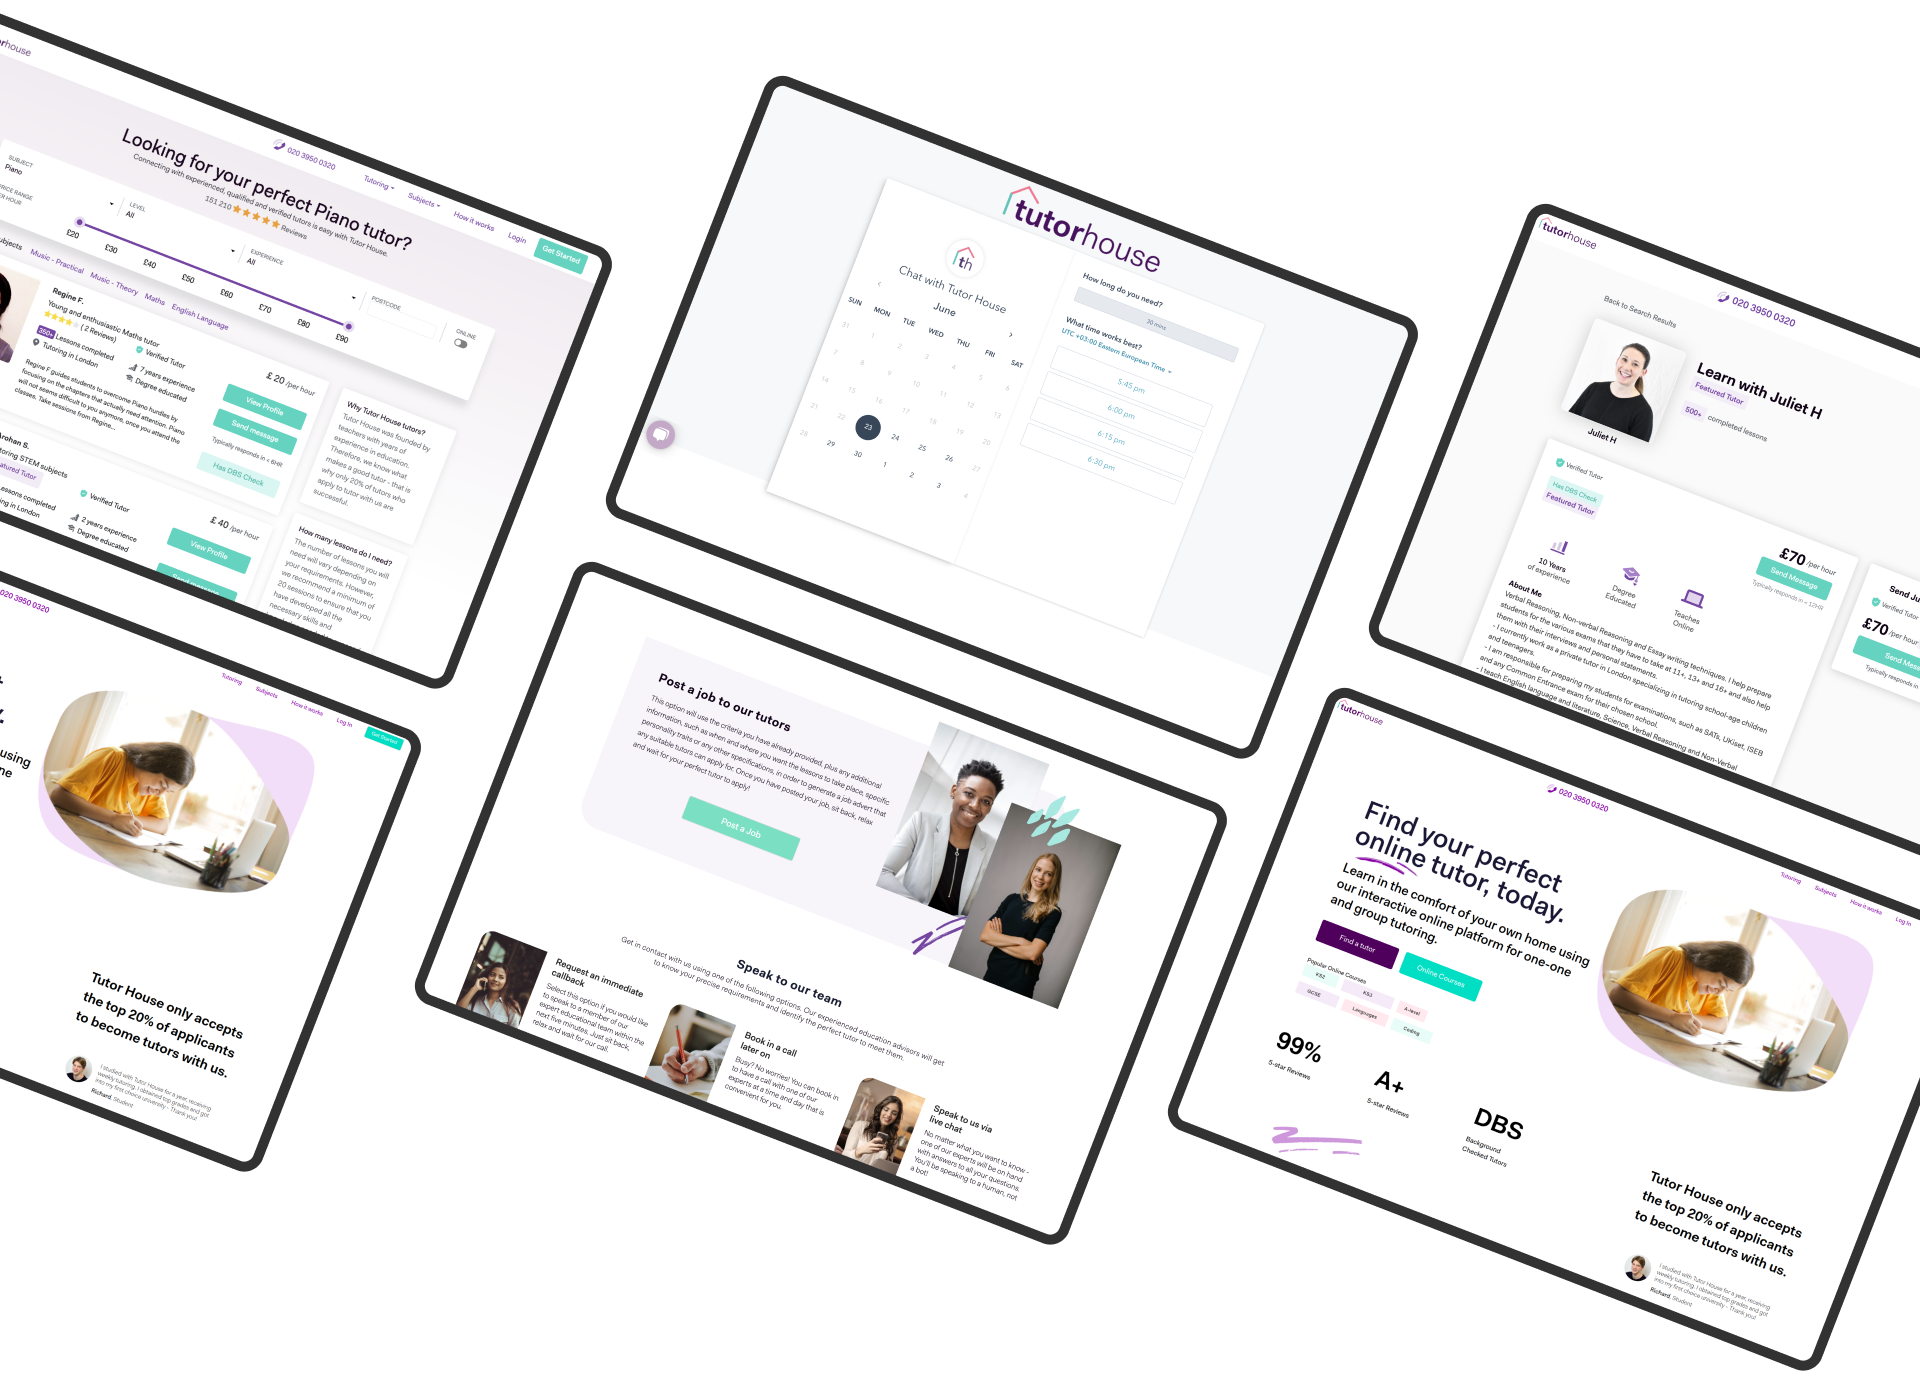 tutorhouse
020 3950 0320
Tutoring
Subjects
How it works
Login
Get Started
Looking for your perfect Piano tutor?
Connecting with experienced, qualified and verified tutors is easy with Tutor House.
151 210
Reviews
SUBJECT
Piano
LEVEL
All
EXPERIENCE
All
POSTCODE
ONLINE
RICE RANGE
ER HOUR
£20
£30
£40
£50
£60
£70
£80
£90
ubjects
Music - Practical
Music - Theory
Maths
English Language
Regine F.
Young and enthusiastic Maths tutor
( 2 Reviews)
350+ Lessons completed
Tutoring in London
Verified Tutor
7 years experience
Degree educated
Regine F guides students to overcome Piano hurdles by
focusing on the chapters that actually need attention. Piano
will not seems difficult to you anymore, once you attend the
classes. Take sessions from Regine...
£ 20 /per hour
View Profile
Send message
Typically responds in < 6HR
Has DBS Check
Why Tutor House tutors?
Tutor House was founded by
teachers with years of
experience in education.
Therefore, we know what
makes a good tutor - that is
why only 20% of tutors who
apply to tutor with us are
successful.
Arohan S.
toring STEM subjects
atured Tutor
essons completed
ing in London
Verified Tutor
2 years experience
Degree educated
£ 40 /per hour
View Profile
Send message
How many lessons do I need?
The number of lessons you will
need will vary depending on
your requirements. However,
we recommend a minimum of
20 sessions to ensure that you
have developed all the
necessary skills and
tutorhouse
th
Chat with Tutor House
June
SUN MON TUE WED THU FRI SAT
31 1 2 3 4 5 6
7 8 9 10 11 12 13
14 15 16 17 18 19 20
21 22 23 24 25 26 27
28 29 30 1 2 3 4
How long do you need?
30 mins
What time works best?
UTC +03:00 Eastern European Time
5:45 pm
6:00 pm
6:15 pm
6:30 pm
tutorhouse
020 3950 0320
Back to Search Results
Juliet H
Learn with Juliet H
Featured Tutor
500+ completed lessons
Verified Tutor
Has DBS Check
Featured Tutor
10 Years
of experience
Degree
Educated
Teaches
Online
£70 /per hour
Send Message
Typically responds in < 12HR
About Me
Verbal Reasoning, Non-verbal Reasoning and Essay writing techniques. I help prepare
students for the various exams that they have to take at 11+, 13+ and 16+ and also help
them with their interviews and personal statements.
- I currently work as a private tutor in London specializing in tutoring school-age children
and teenagers.
- I am responsible for preparing my students for examinations, such as SATs, UKiset, ISEB
and any Common Entrance exam for their chosen school.
- I teach English language and literature, Science, Verbal Reasoning and Non-Verbal
Send Ju
Verified Tutor
£70 /per hour
Send Mess
Typically responds in
020 3950 0320
Tutoring
Subjects
How it works
Log In
Get Started
using
ne
Tutor House only accepts
the top 20% of applicants
to become tutors with us.
I studied with Tutor House for a year, receiving
weekly tutoring. I obtained top grades and got
into my first choice university - Thank you!
Richard, Student
Post a job to our tutors
This option will use the criteria you have already provided, plus any additional
information, such as when and where you want the lessons to take place, specific
personality traits or any other specifications, in order to generate a job advert that
any suitable tutors can apply for. Once you have posted your job, sit back, relax
and wait for your perfect tutor to apply!
Post a Job
Speak to our team
Get in contact with us using one of the following options. Our experienced education advisors will get
to know your precise requirements and identify the perfect tutor to meet them.
Request an immediate
callback
Select this option if you would like
to speak to a member of our
expert educational team within the
next five minutes. Just sit back,
relax and wait for our call.
Book in a call
later on
Busy? No worries! You can book in
to have a call with one of our
experts at a time and day that is
convenient for you.
Speak to us via
live chat
No matter what you want to know -
one of our experts will be on hand
with answers to all your questions.
You'll be speaking to a human, not
a bot!
tutorhouse
020 3950 0320
Tutoring
Subjects
How it works
Log In
Find your perfect
online tutor, today.
Learn in the comfort of your own home using
our interactive online platform for one-one
and group tutoring.
Find a tutor
Online Courses
Popular Online Courses
KS2
KS3
A-level
GCSE
Languages
Coding
99%
5-star Reviews
A+
5-star Reviews
DBS
Background
Checked Tutors
Tutor House only accepts
the top 20% of applicants
to become tutors with us.
I studied with Tutor House for a year, receiving
weekly tutoring. I obtained top grades and got
into my first choice university - Thank you!
Richard, Student